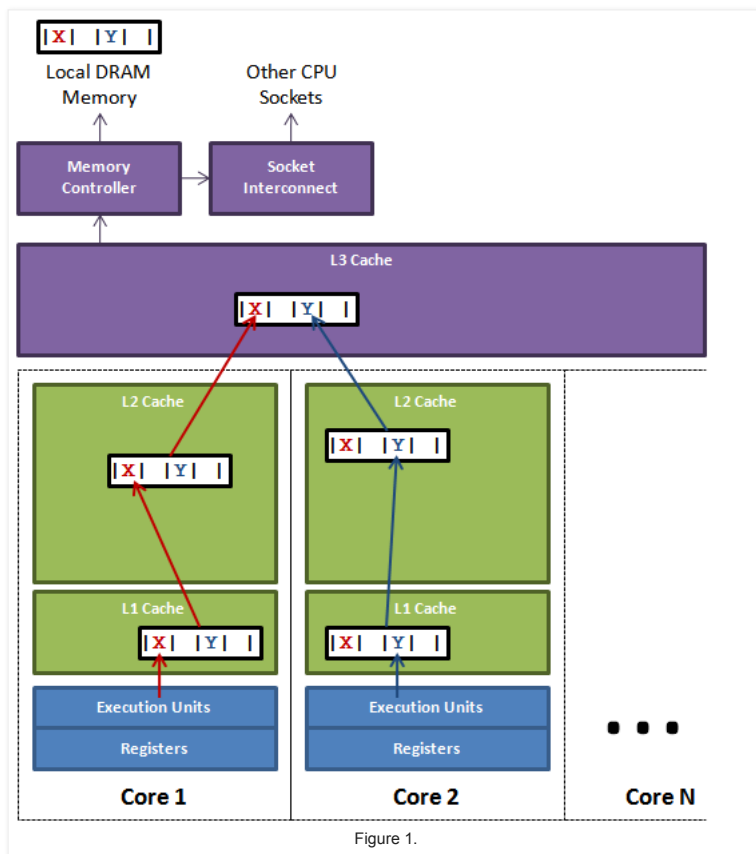 |X| |Y| |
Local DRAM
Memory
Other CPU
Sockets
Memory
Controller
Socket
Interconnect
L3 Cache
|X| |Y| |
L2 Cache
|X| |Y| |
L1 Cache
|X| |Y| |
Execution Units
Registers
Core 1
L2 Cache
|X| |Y| |
L1 Cache
|X| |Y| |
Execution Units
Registers
Core 2
...
Core N
Figure 1.